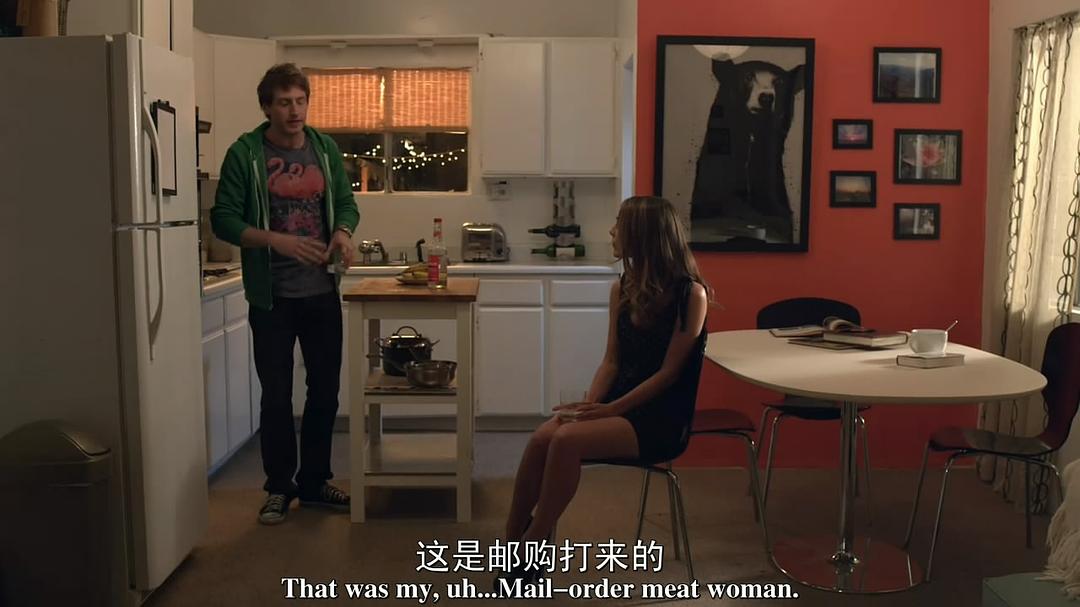 这是邮购打来的
That was my, uh...Mail-order meat woman.